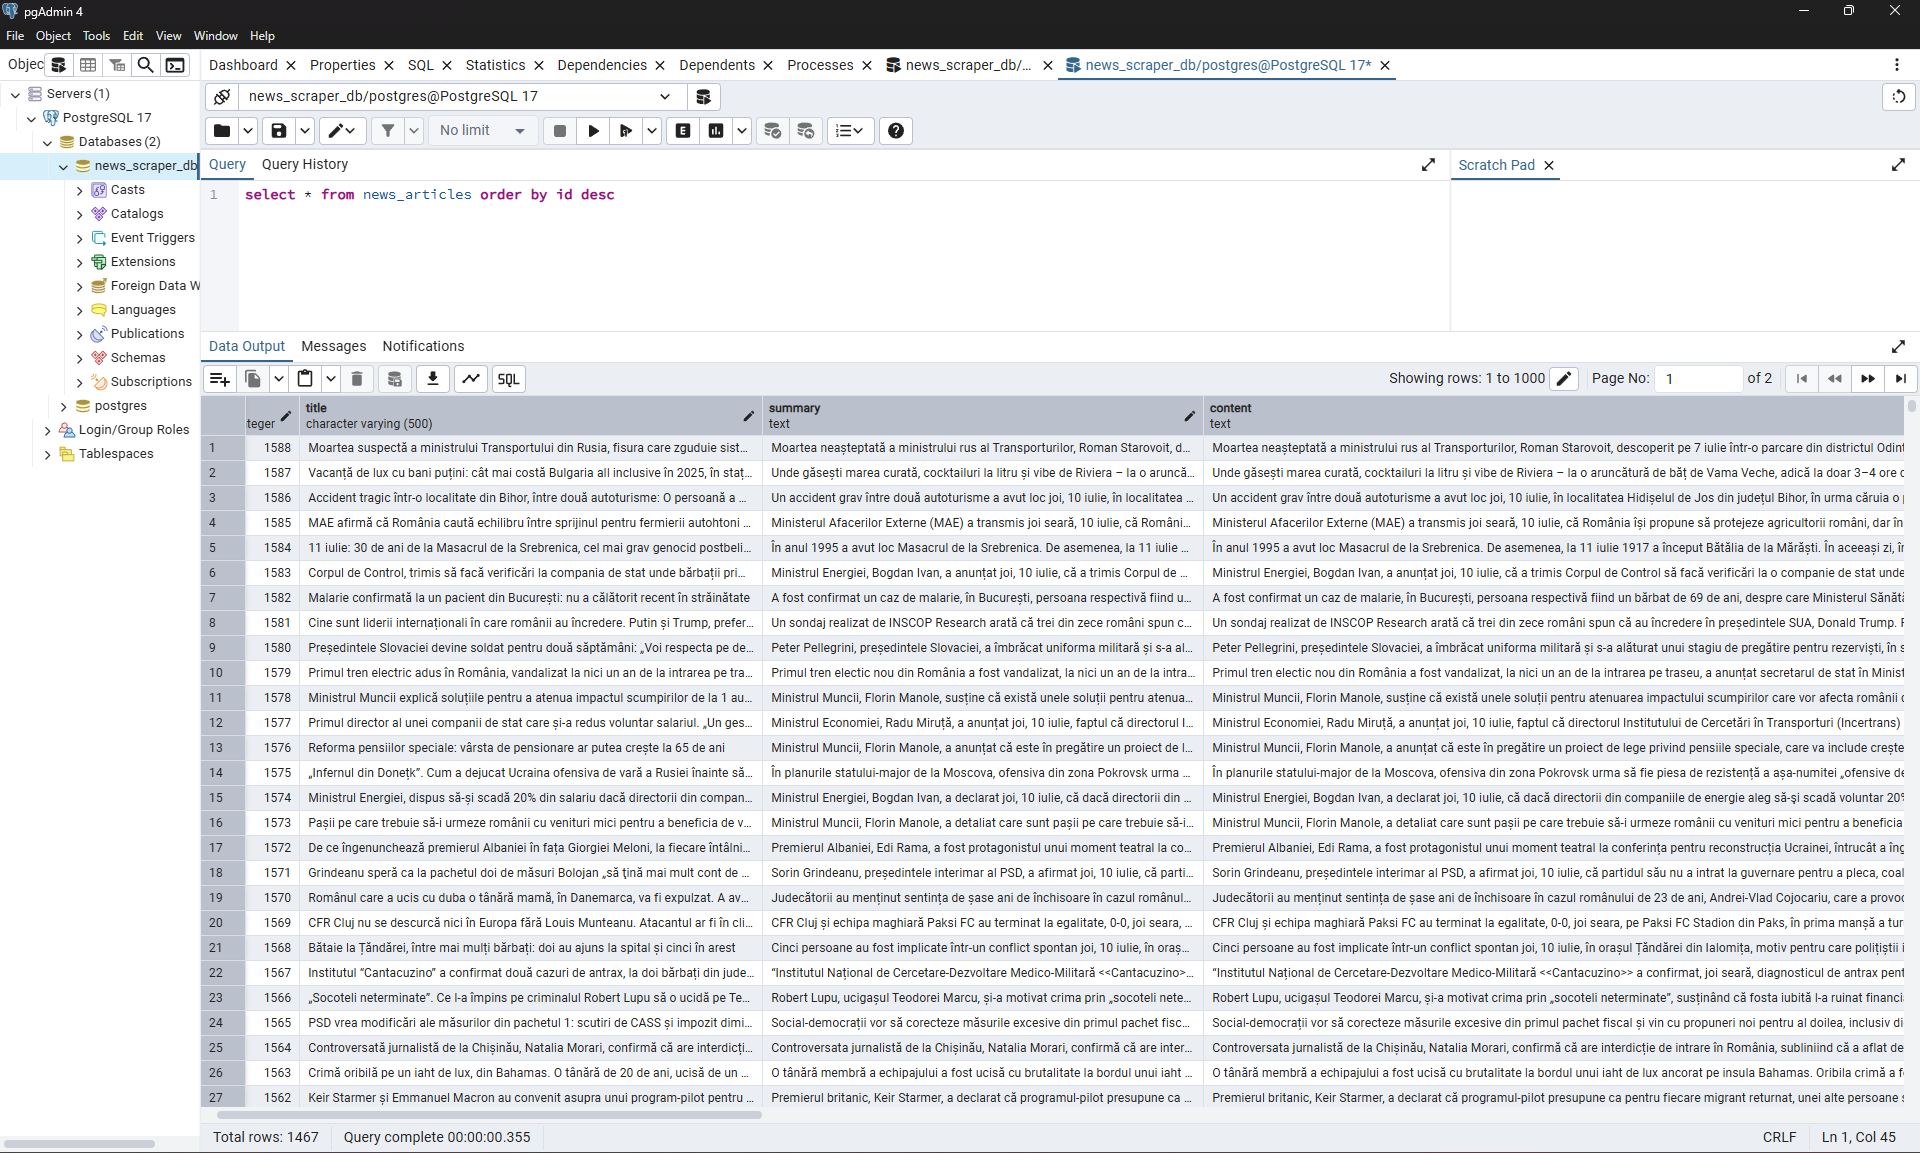 pgAdmin 4
File Object Tools Edit View Window Help
Objec
Dashboard Properties SQL Statistics Dependencies Dependents Processes news_scraper_db/... news_scraper_db/postgres@PostgreSQL 17*
Servers (1)
PostgreSQL 17
Databases (2)
news_scraper_db
Casts
Catalogs
Event Triggers
Extensions
Foreign Data W
Languages
Publications
Schemas
Subscriptions
postgres
Login/Group Roles
Tablespaces
news_scraper_db/postgres@PostgreSQL 17
No limit
Query Query History
Scratch Pad
1 select * from news_articles order by id desc
Data Output Messages Notifications
SQL
Showing rows: 1 to 1000 Page No: 1 of 2
teger title character varying (500) summary text content text
1 1588 Moartea suspectă a ministrului Transportului din Rusia, fisura care zguduie sist... Moartea neașteptată a ministrului rus al Transporturilor, Roman Starovoit, d... Moartea neașteptată a ministrului rus al Transporturilor, Roman Starovoit, descoperit pe 7 iulie într-o parcare din districtul Odinț
2 1587 Vacanță de lux cu bani puțini: cât mai costă Bulgaria all inclusive în 2025, în staț... Unde găsești marea curată, cocktailuri la litru și vibe de Riviera – la o aruncă... Unde găsești marea curată, cocktailuri la litru și vibe de Riviera – la o aruncătură de băț de Vama Veche, adică la doar 3–4 ore c
3 1586 Accident tragic într-o localitate din Bihor, între două autoturisme: O persoană a ... Un accident grav între două autoturisme a avut loc joi, 10 iulie, în localitatea ... Un accident grav între două autoturisme a avut loc joi, 10 iulie, în localitatea Hidișelul de Jos din județul Bihor, în urma căruia o
4 1585 MAE afirmă că România caută echilibru între sprijinul pentru fermierii autohtoni ... Ministerul Afacerilor Externe (MAE) a transmis joi seară, 10 iulie, că Români... Ministerul Afacerilor Externe (MAE) a transmis joi seară, 10 iulie, că România își propune să protejeze agricultorii români, dar în
5 1584 11 iulie: 30 de ani de la Masacrul de la Srebrenica, cel mai grav genocid postbeli... În anul 1995 a avut loc Masacrul de la Srebrenica. De asemenea, la 11 iulie ... În anul 1995 a avut loc Masacrul de la Srebrenica. De asemenea, la 11 iulie 1917 a început Bătălia de la Mărăști. În aceeași zi, în
6 1583 Corpul de Control, trimis să facă verificări la compania de stat unde bărbații pri... Ministrul Energiei, Bogdan Ivan, a anunțat joi, 10 iulie, că a trimis Corpul de ... Ministrul Energiei, Bogdan Ivan, a anunțat joi, 10 iulie, că a trimis Corpul de Control să facă verificări la o companie de stat unde
7 1582 Malarie confirmată la un pacient din București: nu a călătorit recent în străinătate A fost confirmat un caz de malarie, în București, persoana respectivă fiind u... A fost confirmat un caz de malarie, în București, persoana respectivă fiind un bărbat de 69 de ani, despre care Ministerul Sănătă
8 1581 Cine sunt liderii internaționali în care românii au încredere. Putin și Trump, prefer... Un sondaj realizat de INSCOP Research arată că trei din zece români spun c... Un sondaj realizat de INSCOP Research arată că trei din zece români spun că au încredere în președintele SUA, Donald Trump.
9 1580 Președintele Slovaciei devine soldat pentru două săptămâni: „Voi respecta pe de... Peter Pellegrini, președintele Slovaciei, a îmbrăcat uniforma militară și s-a al... Peter Pellegrini, președintele Slovaciei, a îmbrăcat uniforma militară și s-a alăturat unui stagiu de pregătire pentru rezerviști, în s
10 1579 Primul tren electric adus în România, vandalizat la nici un an de la intrarea pe tra... Primul tren electic nou din România a fost vandalizat, la nici un an de la intra... Primul tren electic nou din România a fost vandalizat, la nici un an de la intrarea pe traseu, a anunțat secretarul de stat în Minist
11 1578 Ministrul Muncii explică soluțiile pentru a atenua impactul scumpirilor de la 1 au... Ministrul Muncii, Florin Manole, susține că există unele soluții pentru atenua... Ministrul Muncii, Florin Manole, susține că există unele soluții pentru atenuarea impactului scumpirilor care vor afecta românii
12 1577 Primul director al unei companii de stat care și-a redus voluntar salariul. „Un ges... Ministrul Economiei, Radu Miruță, a anunțat joi, 10 iulie, faptul că directorul I... Ministrul Economiei, Radu Miruță, a anunțat joi, 10 iulie, faptul că directorul Institutului de Cercetări în Transporturi (Incertrans)
13 1576 Reforma pensiilor speciale: vârsta de pensionare ar putea crește la 65 de ani Ministrul Muncii, Florin Manole, a anunțat că este în pregătire un proiect de l... Ministrul Muncii, Florin Manole, a anunțat că este în pregătire un proiect de lege privind pensiile speciale, care va include crește
14 1575 „Infernul din Donețk”. Cum a dejucat Ucraina ofensiva de vară a Rusiei înainte să... În planurile statului-major de la Moscova, ofensiva din zona Pokrovsk urma ... În planurile statului-major de la Moscova, ofensiva din zona Pokrovsk urma să fie piesa de rezistență a așa-numitei „ofensive de
15 1574 Ministrul Energiei, dispus să-și scadă 20% din salariu dacă directorii din compan... Ministrul Energiei, Bogdan Ivan, a declarat joi, 10 iulie, că dacă directorii din ... Ministrul Energiei, Bogdan Ivan, a declarat joi, 10 iulie, că dacă directorii din companiile de energie aleg să-şi scadă voluntar 20%
16 1573 Pașii pe care trebuie să-i urmeze românii cu venituri mici pentru a beneficia de v... Ministrul Muncii, Florin Manole, a detaliat care sunt pașii pe care trebuie să-i... Ministrul Muncii, Florin Manole, a detaliat care sunt pașii pe care trebuie să-i urmeze românii cu venituri mici pentru a beneficia
17 1572 De ce îngenunchează premierul Albaniei în fața Giorgiei Meloni, la fiecare întâlni... Premierul Albaniei, Edi Rama, a fost protagonistul unui moment teatral la co... Premierul Albaniei, Edi Rama, a fost protagonistul unui moment teatral la conferința pentru reconstrucția Ucrainei, întrucât a îng
18 1571 Grindeanu speră ca la pachetul doi de măsuri Bolojan „să ţină mai mult cont de ... Sorin Grindeanu, președintele interimar al PSD, a afirmat joi, 10 iulie, că parti... Sorin Grindeanu, președintele interimar al PSD, a afirmat joi, 10 iulie, că partidul său nu a intrat la guvernare pentru a pleca, coal
19 1570 Românul care a ucis cu duba o tânără mamă, în Danemarca, va fi expulzat. A av... Judecătorii au menținut sentința de șase ani de închisoare în cazul românul... Judecătorii au menținut sentința de șase ani de închisoare în cazul românului de 23 de ani, Andrei-Vlad Cojocariu, care a provoc
20 1569 CFR Cluj nu se descurcă nici în Europa fără Louis Munteanu. Atacantul ar fi în cli... CFR Cluj și echipa maghiară Paksi FC au terminat la egalitate, 0-0, joi seara, ... CFR Cluj și echipa maghiară Paksi FC au terminat la egalitate, 0-0, joi seara, pe Paksi FC Stadion din Paks, în prima manșă a tur
21 1568 Bătaie la Țăndărei, între mai mulți bărbați: doi au ajuns la spital și cinci în arest Cinci persoane au fost implicate într-un conflict spontan joi, 10 iulie, în oraș... Cinci persoane au fost implicate într-un conflict spontan joi, 10 iulie, în orașul Țăndărei din Ialomița, motiv pentru care polițiștii i
22 1567 Institutul “Cantacuzino” a confirmat două cazuri de antrax, la doi bărbați din jude... “Institutul Național de Cercetare-Dezvoltare Medico-Militară <<Cantacuzino>... “Institutul Național de Cercetare-Dezvoltare Medico-Militară <<Cantacuzino>> a confirmat, joi seară, diagnosticul de antrax pent
23 1566 „Socoteli neterminate”. Ce l-a împins pe criminalul Robert Lupu să o ucidă pe Te... Robert Lupu, ucigașul Teodorei Marcu, și-a motivat crima prin „socoteli nete... Robert Lupu, ucigașul Teodorei Marcu, și-a motivat crima prin „socoteli neterminate”, susținând că fosta iubită l-a ruinat financi
24 1565 PSD vrea modificări ale măsurilor din pachetul 1: scutiri de CASS și impozit dimi... Social-democrații vor să corecteze măsurile excesive din primul pachet fisc... Social-democrații vor să corecteze măsurile excesive din primul pachet fiscal și vin cu propuneri noi pentru al doilea, inclusiv di
25 1564 Controversată jurnalistă de la Chișinău, Natalia Morari, confirmă că are interdicți... Controversata jurnalistă de la Chișinău, Natalia Morari, confirmă că are inter... Controversata jurnalistă de la Chișinău, Natalia Morari, confirmă că are interdicție de intrare în România, subliniind că a aflat de
26 1563 Crimă oribilă pe un iaht de lux, din Bahamas. O tânără de 20 de ani, ucisă de un ... O tânără membră a echipajului a fost ucisă cu brutalitate la bordul unui iaht ... O tânără membră a echipajului a fost ucisă cu brutalitate la bordul unui iaht de lux ancorat pe insula Bahamas. Oribila crimă a f
27 1562 Keir Starmer și Emmanuel Macron au convenit asupra unui program-pilot pentru ... Premierul britanic, Keir Starmer, a declarat că programul-pilot presupune ca ... Premierul britanic, Keir Starmer, a declarat că programul-pilot presupune ca pentru fiecare migrant returnat, unei alte persoane s
Total rows: 1467 Query complete 00:00:00.355 CRLF Ln 1, Col 45